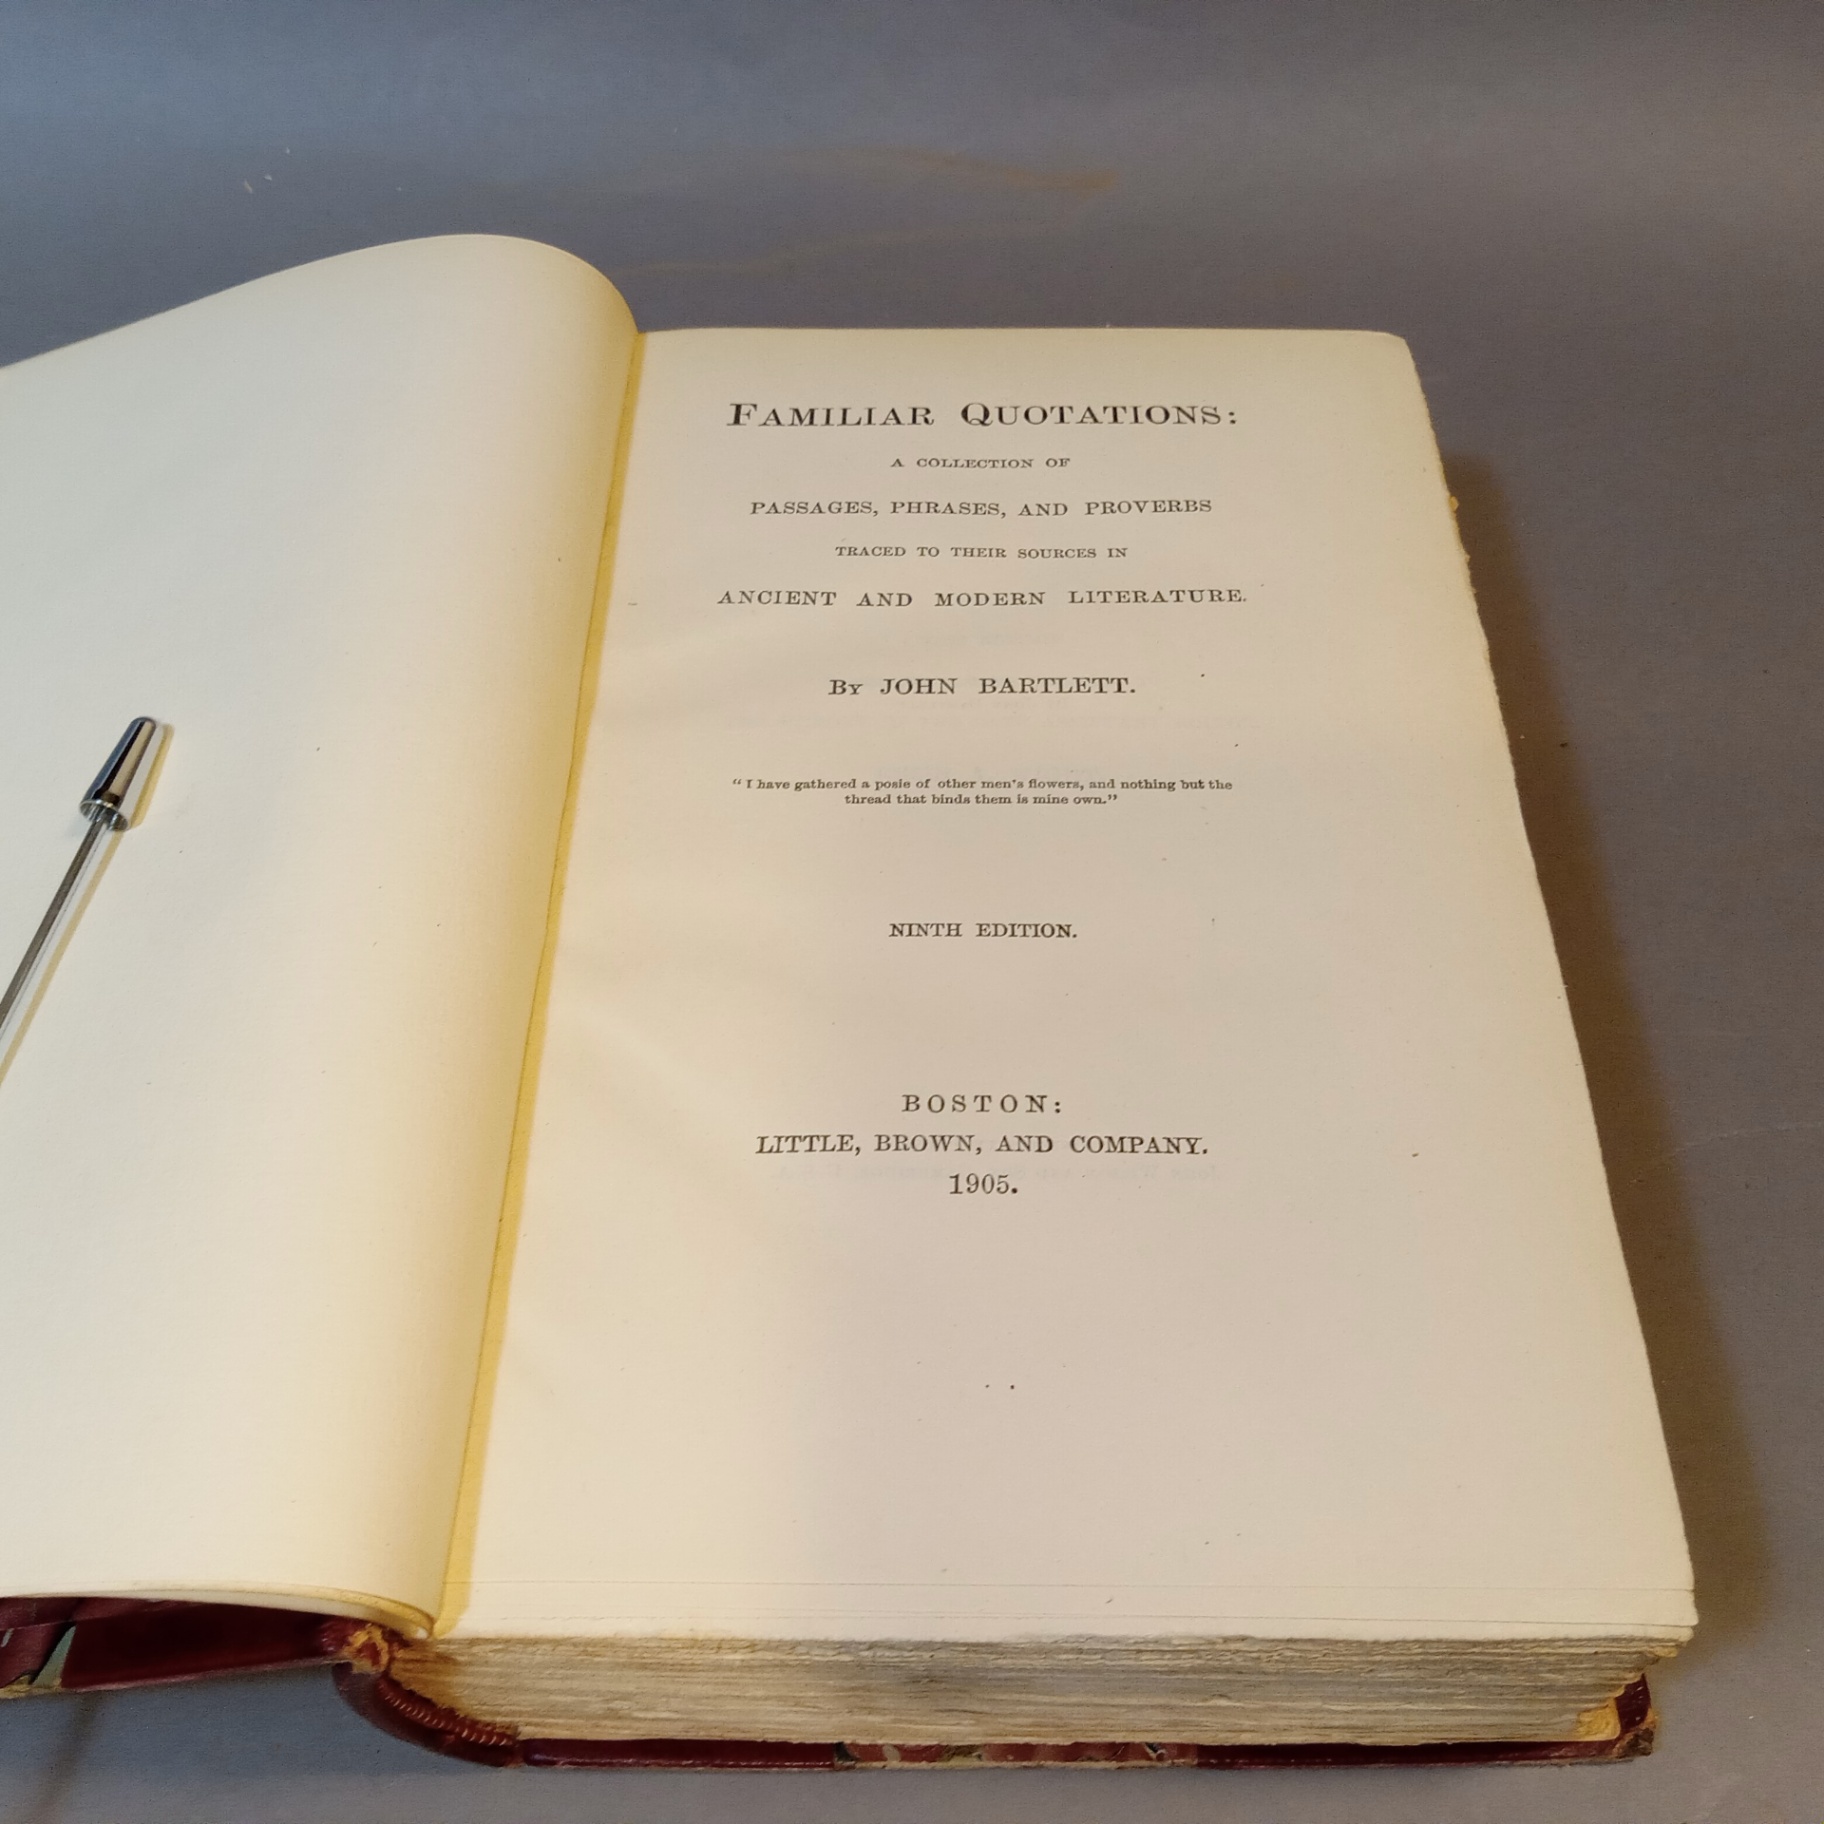 FAMILIAR QUOTATIONS:
A COLLECTION OF
PASSAGES, PHRASES, AND PROVERBS
TRACED TO THEIR SOURCES IN
ANCIENT AND MODERN LITERATURE.
BY JOHN BARTLETT.
“I have gathered a posie of other men’s flowers, and nothing but the
thread that binds them is mine own.”
NINTH EDITION.
BOSTON:
LITTLE, BROWN, AND COMPANY.
1905.